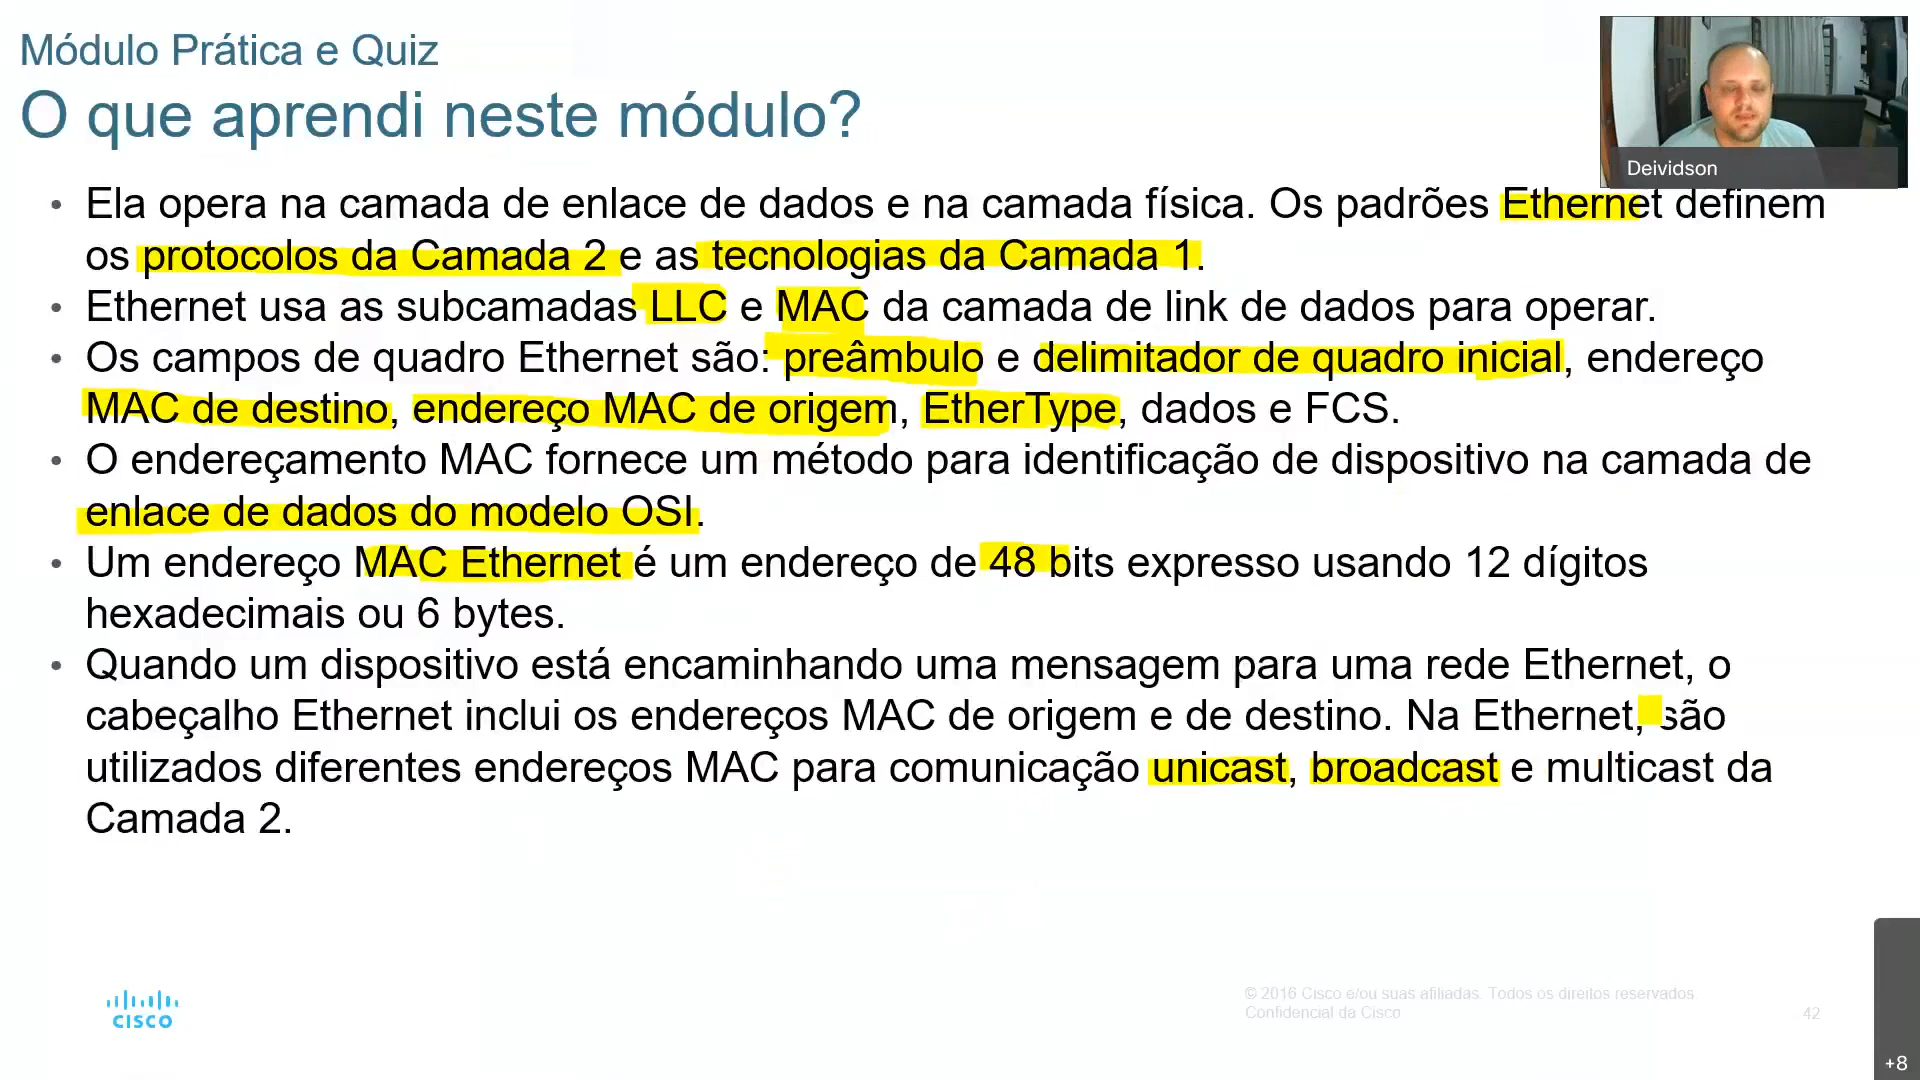 Módulo Prática e Quiz
O que aprendi neste módulo?
Deividson
• Ela opera na camada de enlace de dados e na camada física. Os padrões Ethernet definem
os protocolos da Camada 2 e as tecnologias da Camada 1.
• Ethernet usa as subcamadas LLC e MAC da camada de link de dados para operar.
• Os campos de quadro Ethernet são: preâmbulo e delimitador de quadro inicial, endereço
MAC de destino, endereço MAC de origem, EtherType, dados e FCS.
• O endereçamento MAC fornece um método para identificação de dispositivo na camada de
enlace de dados do modelo OSI.
• Um endereço MAC Ethernet é um endereço de 48 bits expresso usando 12 dígitos
hexadecimais ou 6 bytes.
• Quando um dispositivo está encaminhando uma mensagem para uma rede Ethernet, o
cabeçalho Ethernet inclui os endereços MAC de origem e de destino. Na Ethernet, são
utilizados diferentes endereços MAC para comunicação unicast, broadcast e multicast da
Camada 2.
CISCO
© 2016 Cisco e/ou suas afiliadas. Todos os direitos reservados.
Confidencial da Cisco
42
+8